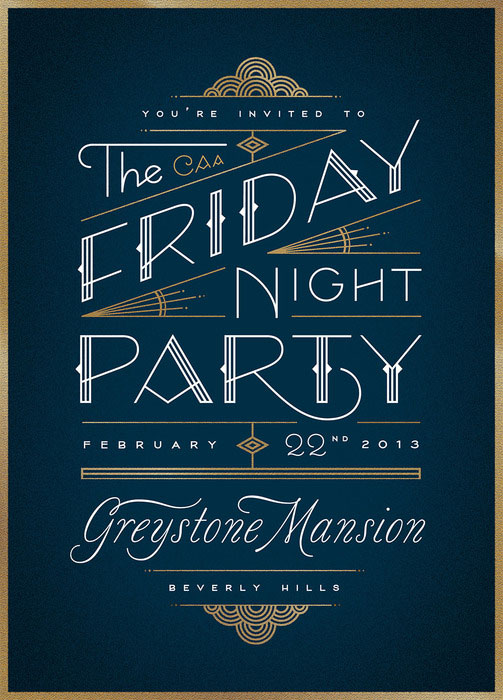 YOU'RE INVITED TO
The CAA
FRIDAY
NIGHT
PARTY
FEBRUARY 22ND 2013
Greystone Mansion
BEVERLY HILLS